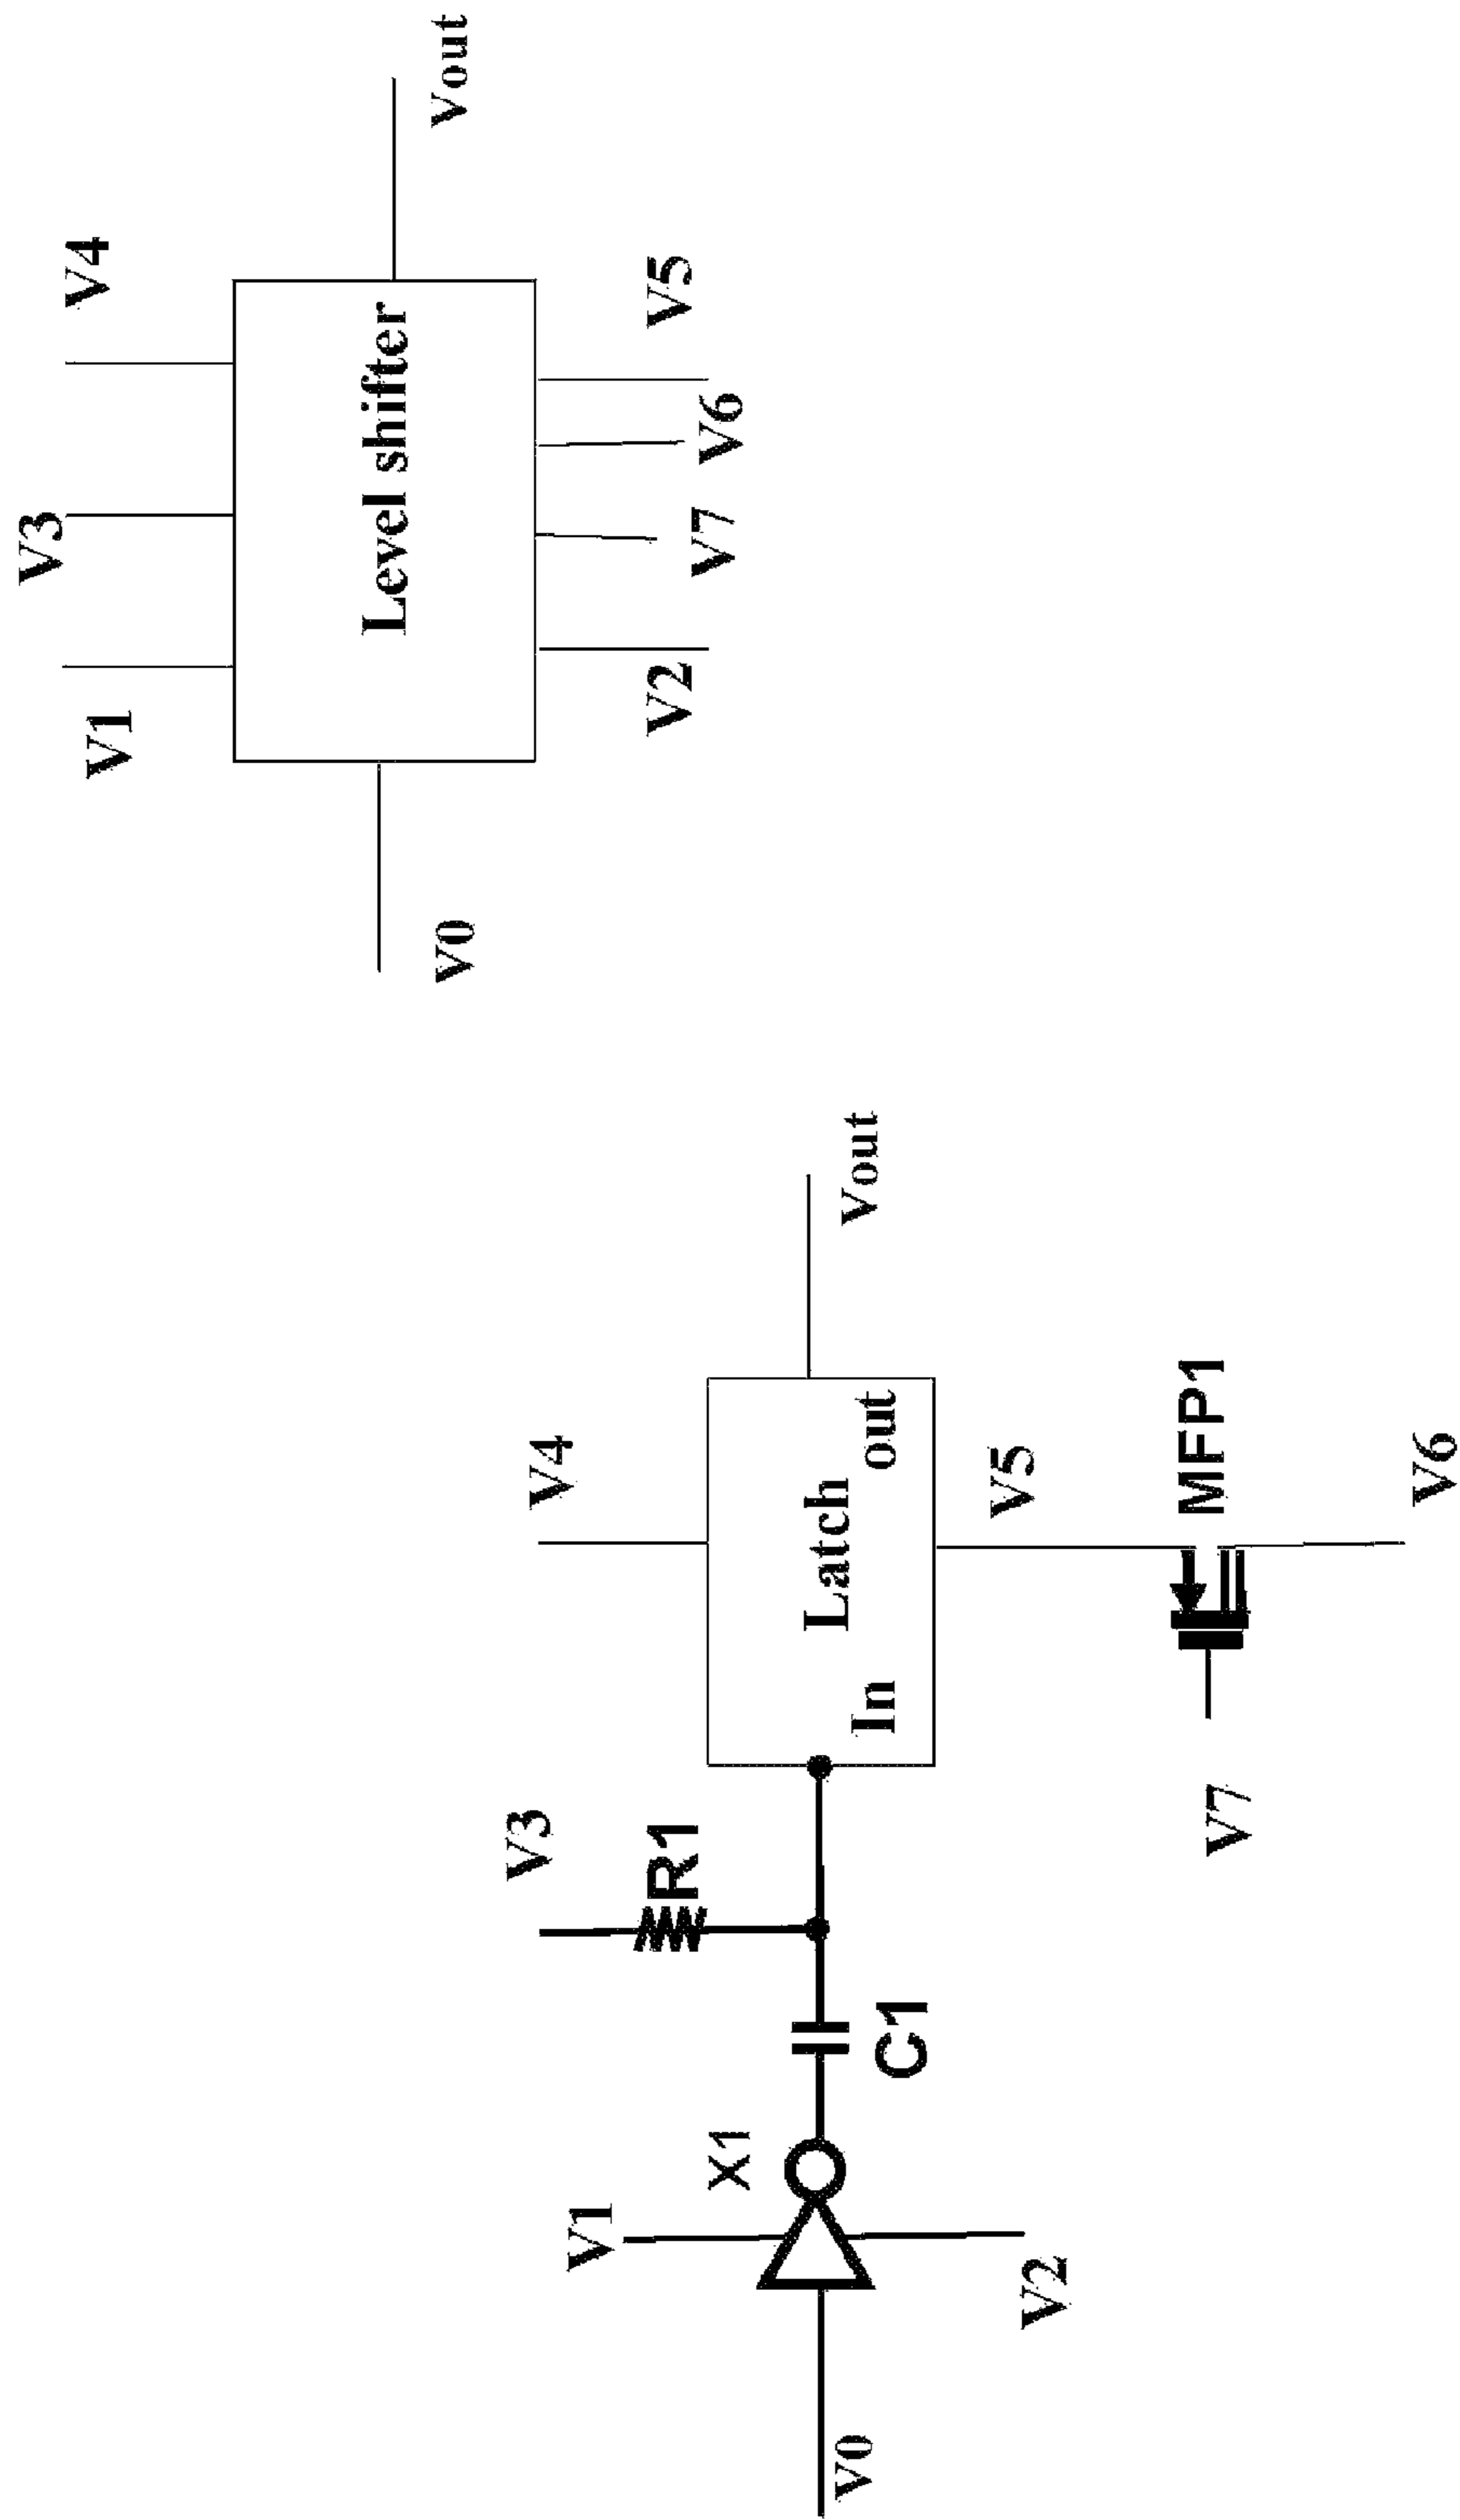 V0
V1
V2
X1
C1
V3
R1
In
Latch
out
V4
V5
Vout
V7
MFP1
V6
V0
V1
V3
V4
Level shifter
V2
V7
V6
V5
Vout